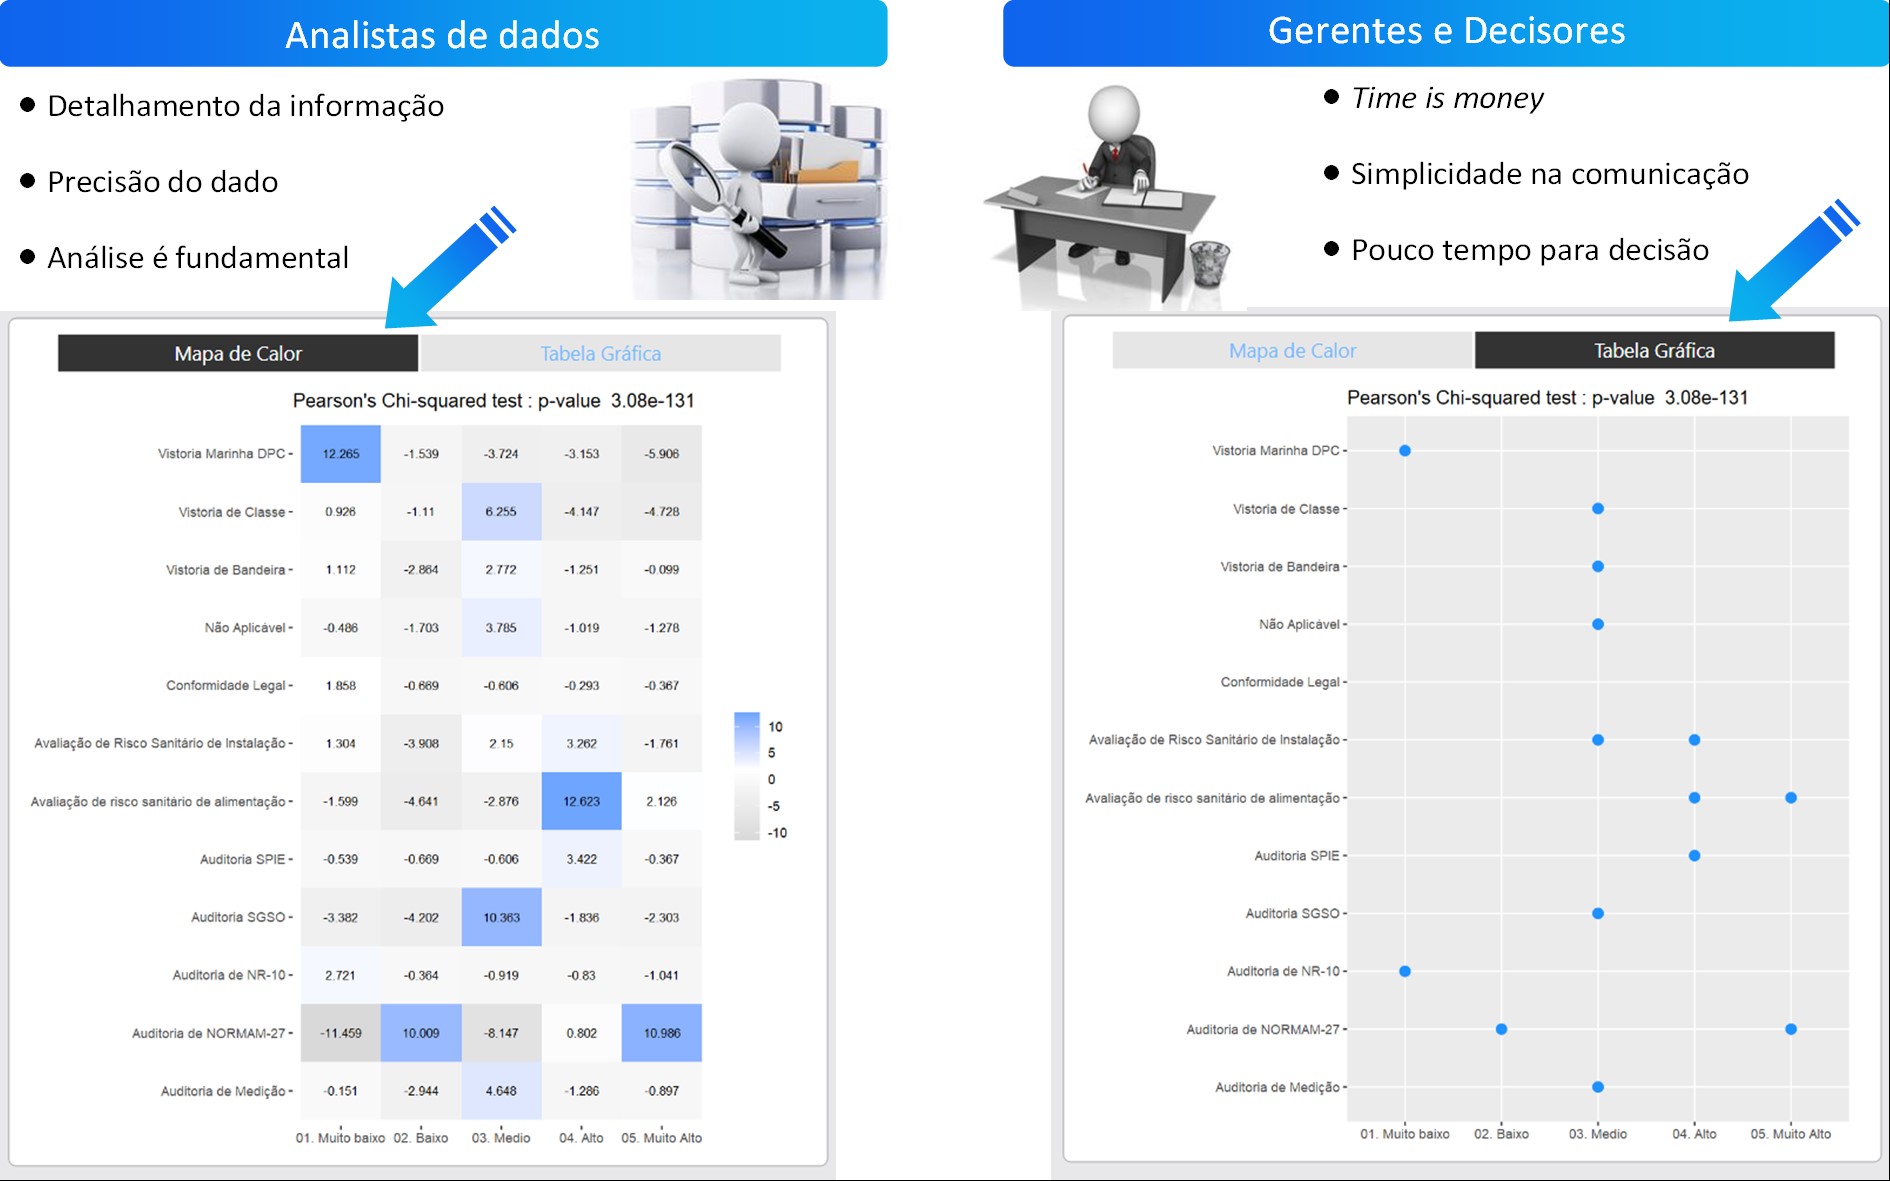 Analistas de dados
• Detalhamento da informação
• Precisão do dado
• Análise é fundamental
Mapa de Calor Tabela Gráfica
Pearson's Chi-squared test : p-value 3.08e-131
Vistoria Marinha DPC 12.265 -1.539 -3.724 -3.153 -5.906
Vistoria de Classe 0.926 -1.11 6.255 -4.147 -4.728
Vistoria de Bandeira 1.112 -2.864 2.772 -1.251 -0.099
Não Aplicável -0.486 -1.703 3.785 -1.019 -1.278
Conformidade Legal 1.858 -0.669 -0.606 -0.293 -0.367
Avaliação de Risco Sanitário de Instalação 1.304 -3.908 2.15 3.262 -1.761
Avaliação de risco sanitário de alimentação -1.599 -4.641 -2.876 12.623 2.126
Auditoria SPIE -0.539 -0.669 -0.606 3.422 -0.367
Auditoria SGSO -3.382 -4.202 10.363 -1.836 -2.303
Auditoria de NR-10 2.721 -0.364 -0.919 -0.83 -1.041
Auditoria de NORMAM-27 -11.459 10.009 -8.147 0.802 10.986
Auditoria de Medição -0.151 -2.944 4.648 -1.286 -0.897
01. Muito baixo 02. Baixo 03. Medio 04. Alto 05. Muito Alto
10
5
0
-5
-10
Gerentes e Decisores
• Time is money
• Simplicidade na comunicação
• Pouco tempo para decisão
Mapa de Calor Tabela Gráfica
Pearson's Chi-squared test : p-value 3.08e-131
Vistoria Marinha DPC
Vistoria de Classe
Vistoria de Bandeira
Não Aplicável
Conformidade Legal
Avaliação de Risco Sanitário de Instalação
Avaliação de risco sanitário de alimentação
Auditoria SPIE
Auditoria SGSO
Auditoria de NR-10
Auditoria de NORMAM-27
Auditoria de Medição
01. Muito baixo 02. Baixo 03. Medio 04. Alto 05. Muito Alto